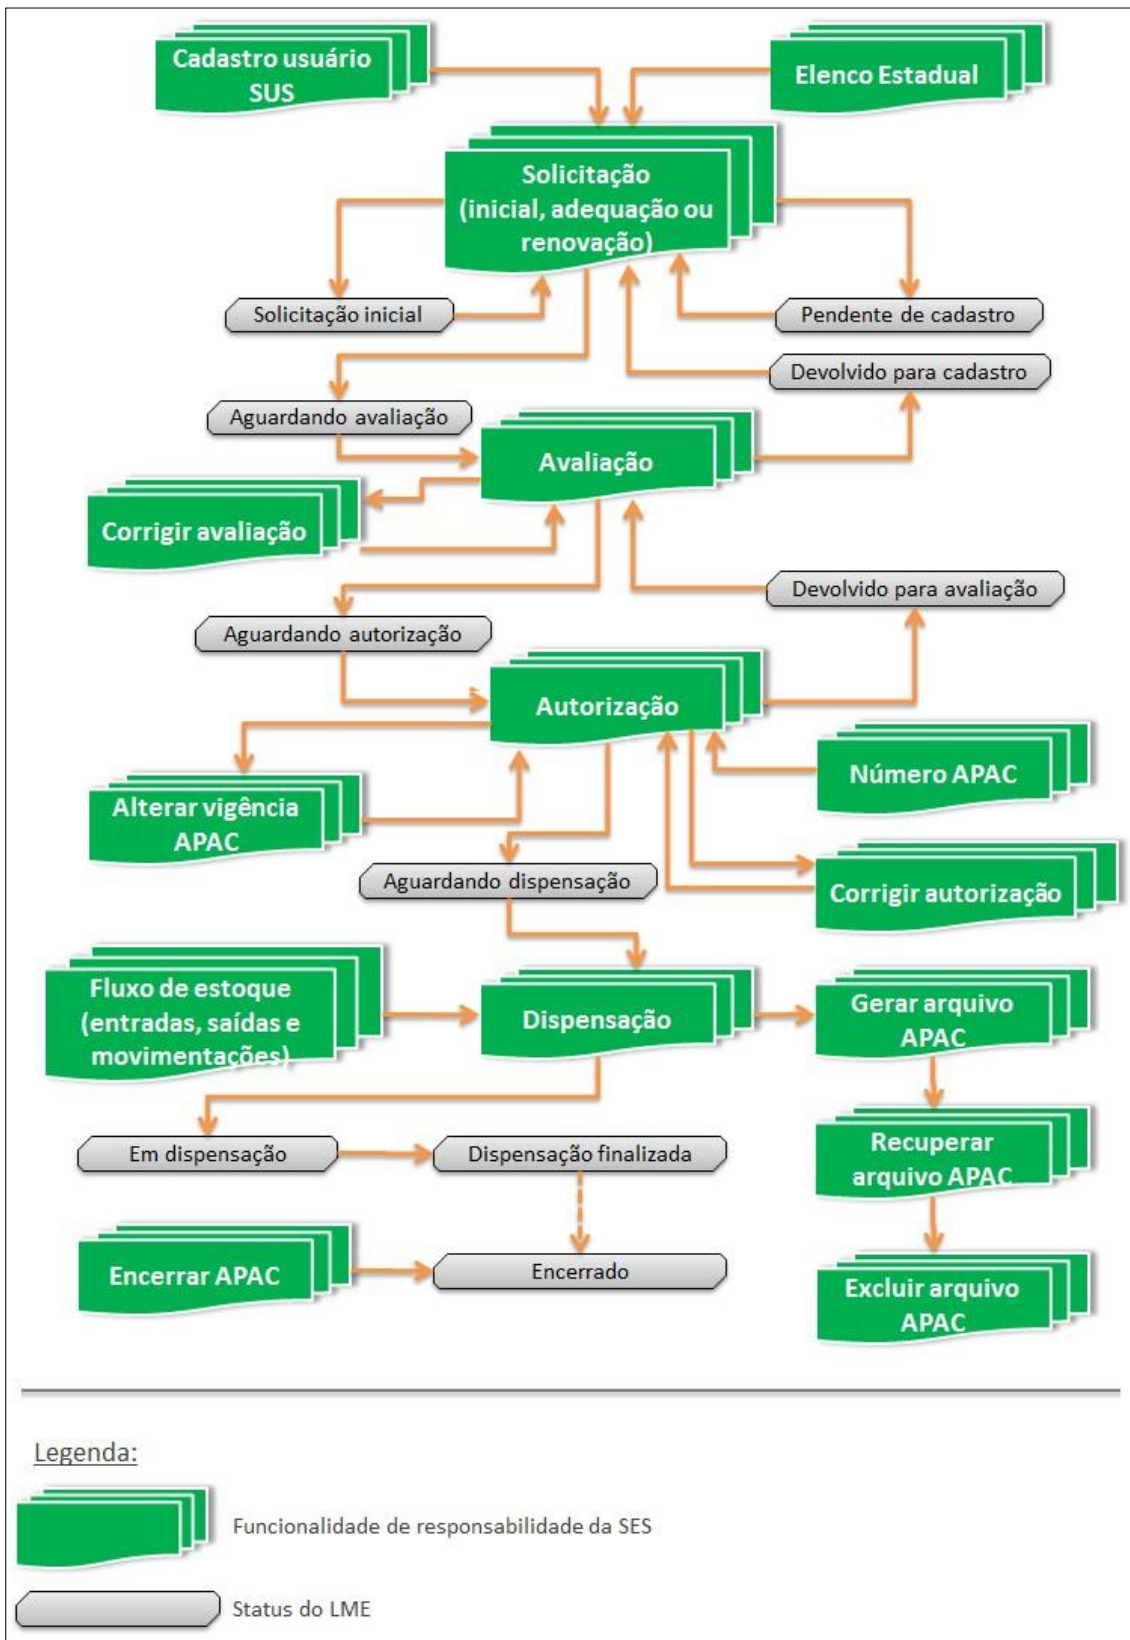 Cadastro usuário
SUS
Elenco Estadual
Solicitação
(inicial, adequação ou
renovação)
Solicitação inicial
Pendente de cadastro
Devolvido para cadastro
Aguardando avaliação
Avaliação
Corrigir avaliação
Devolvido para avaliação
Aguardando autorização
Autorização
Número APAC
Alterar vigência
APAC
Aguardando dispensação
Corrigir autorização
Fluxo de estoque
(entradas, saídas e
movimentações)
Dispensação
Gerar arquivo
APAC
Em dispensação
Dispensação finalizada
Recuperar
arquivo APAC
Encerrar APAC
Encerrado
Excluir arquivo
APAC
Legenda:
Funcionalidade de responsabilidade da SES
Status do LME